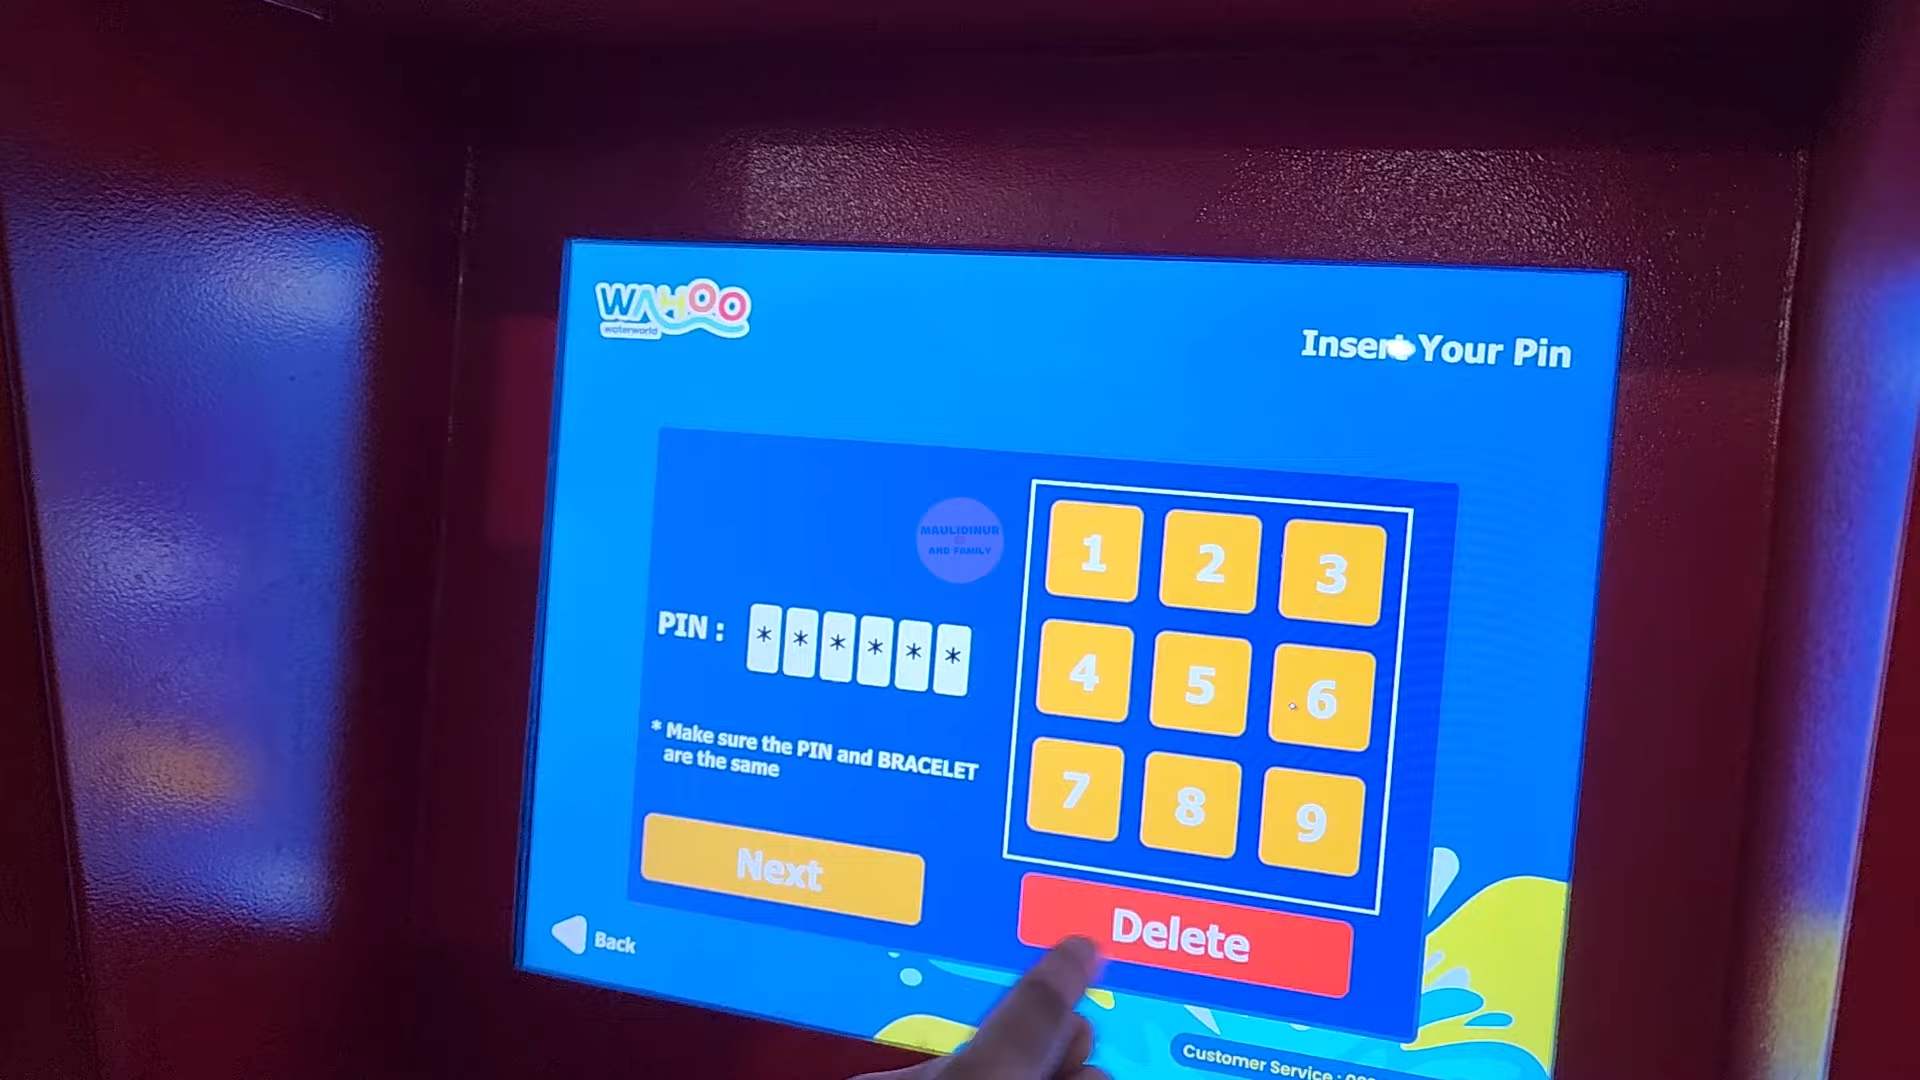 WAHOO
waterworld
Insert Your Pin
MAULIDINUR
AND FAMILY
1 2 3
PIN : * * * * * *
4 5 6
* Make sure the PIN and BRACELET
are the same
7 8 9
Next
Delete
Back
Customer Service :